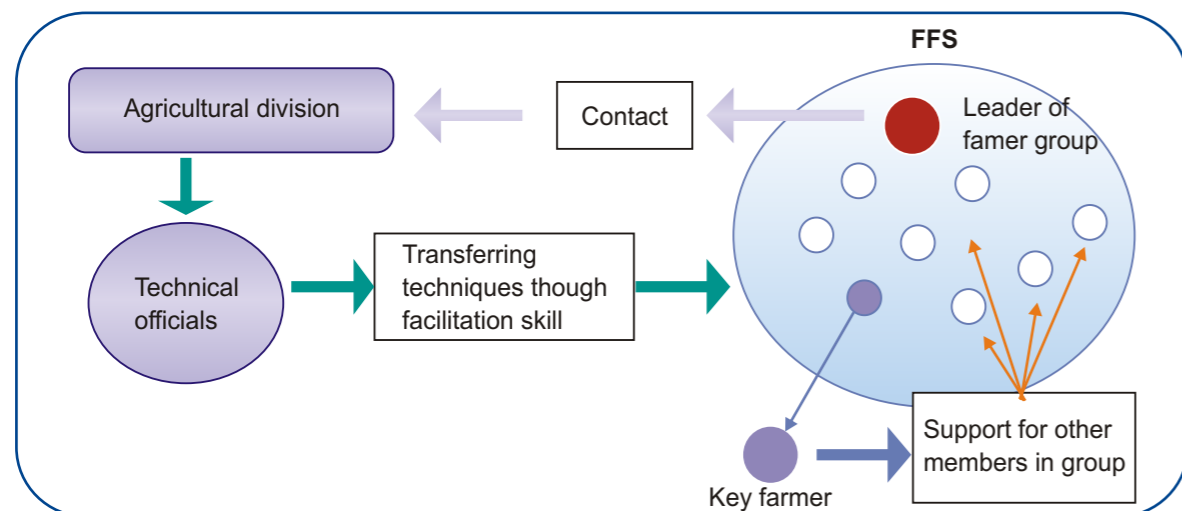 FFS
Agricultural division
Contact
Leader of
famer group
Technical
officials
Transferring
techniques though
facilitation skill
Key farmer
Support for other
members in group